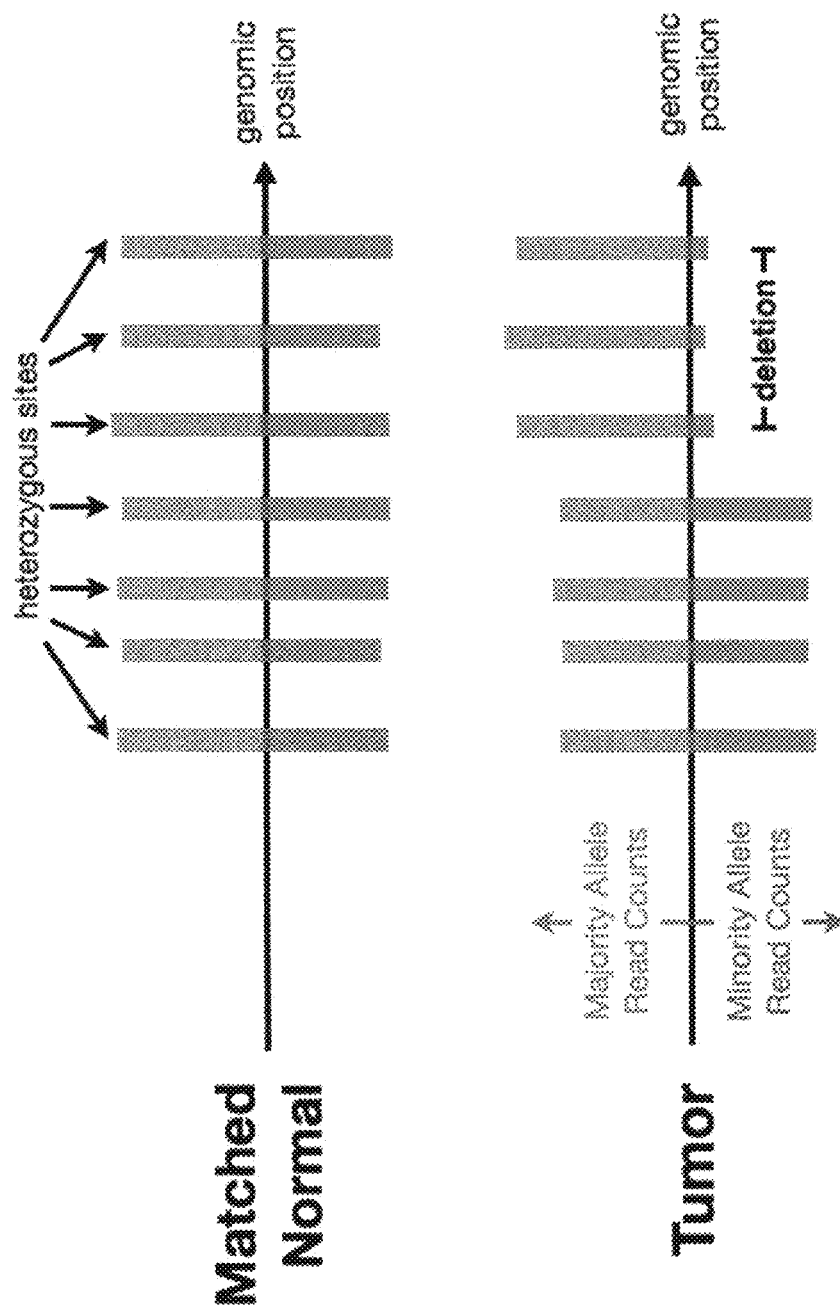 heterozygous sites
Matched
Normal
genomic
position
Majority Allele
Read Counts
Minority Allele
Read Counts
Tumor
genomic
position
deletion